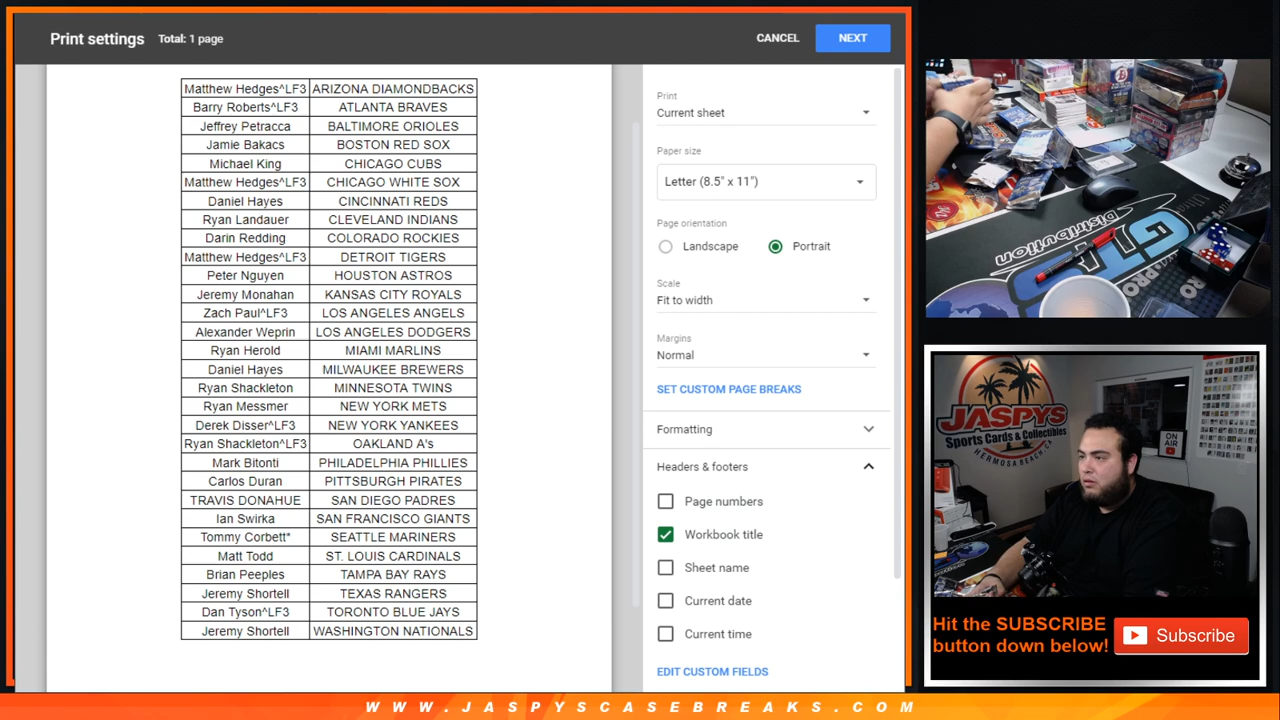 Print settings Total: 1 page
CANCEL NEXT
Matthew Hedges^LF3 ARIZONA DIAMONDBACKS
Barry Roberts^LF3 ATLANTA BRAVES
Jeffrey Petracca BALTIMORE ORIOLES
Jamie Bakacs BOSTON RED SOX
Michael King CHICAGO CUBS
Matthew Hedges^LF3 CHICAGO WHITE SOX
Daniel Hayes CINCINNATI REDS
Ryan Landauer CLEVELAND INDIANS
Darin Redding COLORADO ROCKIES
Matthew Hedges^LF3 DETROIT TIGERS
Peter Nguyen HOUSTON ASTROS
Jeremy Monahan KANSAS CITY ROYALS
Zach Paul^LF3 LOS ANGELES ANGELS
Alexander Weprin LOS ANGELES DODGERS
Ryan Herold MIAMI MARLINS
Daniel Hayes MILWAUKEE BREWERS
Ryan Shackleton MINNESOTA TWINS
Ryan Messmer NEW YORK METS
Derek Disser^LF3 NEW YORK YANKEES
Ryan Shackleton^LF3 OAKLAND A's
Mark Bitonti PHILADELPHIA PHILLIES
Carlos Duran PITTSBURGH PIRATES
TRAVIS DONAHUE SAN DIEGO PADRES
Ian Swirka SAN FRANCISCO GIANTS
Tommy Corbett* SEATTLE MARINERS
Matt Todd ST. LOUIS CARDINALS
Brian Peeples TAMPA BAY RAYS
Jeremy Shortell TEXAS RANGERS
Dan Tyson^LF3 TORONTO BLUE JAYS
Jeremy Shortell WASHINGTON NATIONALS
Print
Current sheet
Paper size
Letter (8.5" x 11")
Page orientation
Landscape Portrait
Scale
Fit to width
Margins
Normal
SET CUSTOM PAGE BREAKS
Formatting
Headers & footers
Page numbers
Workbook title
Sheet name
Current date
Current time
EDIT CUSTOM FIELDS
GTS
Distribution
JASPYS
Sports Cards & Collectibles
HERMOSA BEACH, CA
ON
AIR
Hit the SUBSCRIBE
button down below!
Subscribe
WWW.JASPYSCASEBREAKS.COM